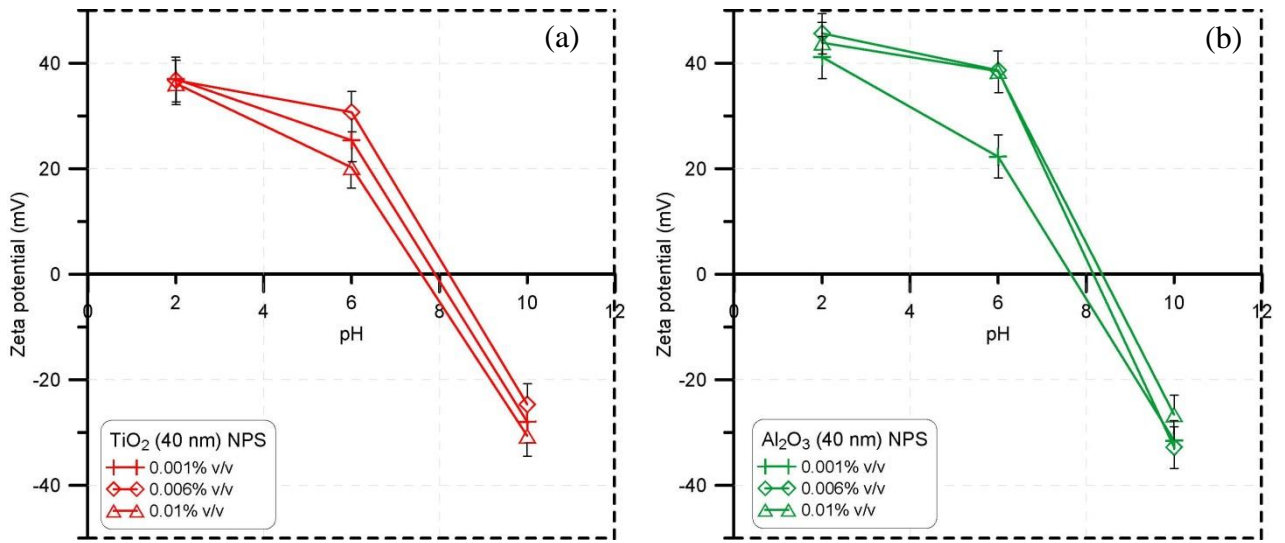 (a)
40
20
0
-20
-40
Zeta potential (mV)
0
2
4
6
8
10
12
pH
TiO₂ (40 nm) NPS
0.001% v/v
0.006% v/v
0.01% v/v
(b)
40
20
0
-20
-40
Zeta potential (mV)
0
2
4
6
8
10
12
pH
Al₂O₃ (40 nm) NPS
0.001% v/v
0.006% v/v
0.01% v/v